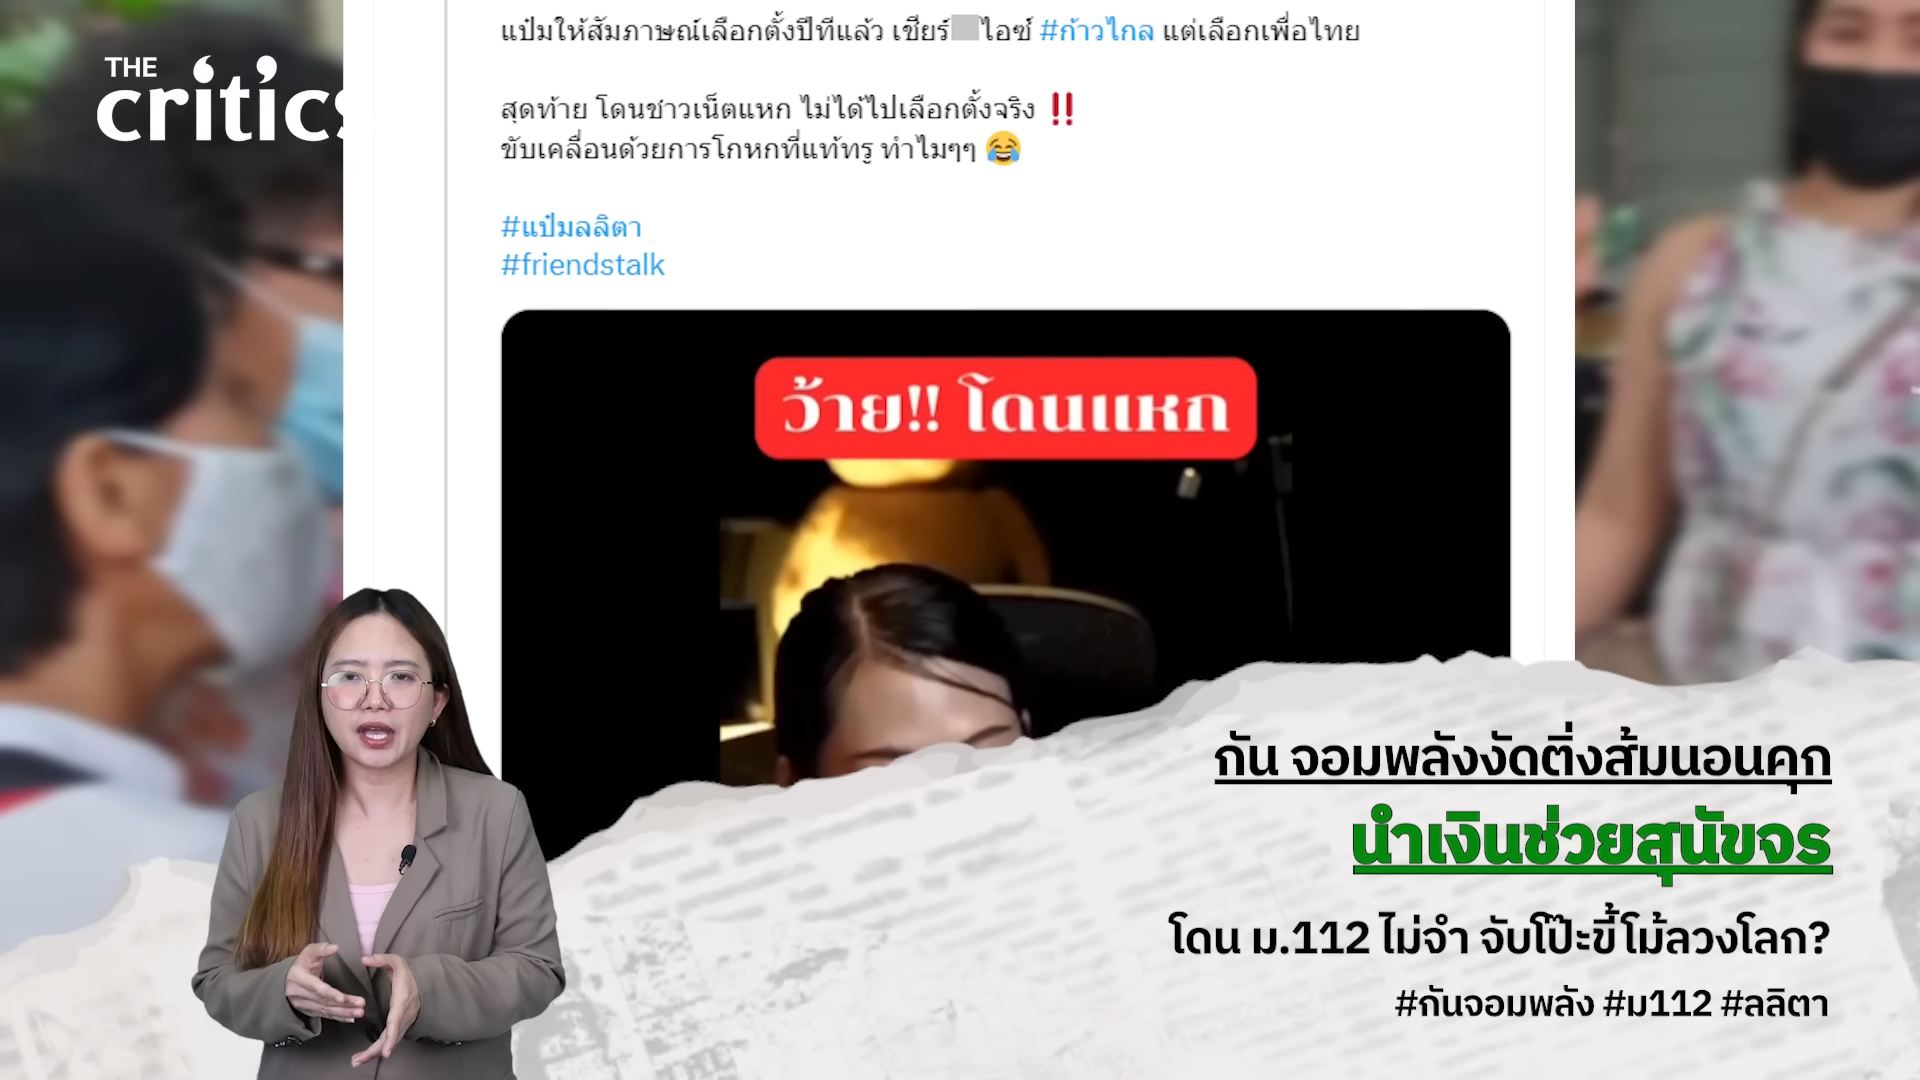 THE
critics
แป๋มให้สัมภาษณ์เลือกตั้งปีที่แล้ว เชียร์ ไอซ์ #ก้าวไกล แต่เลือกเพื่อไทย
สุดท้าย โดนชาวเน็ตแหก ไม่ได้ไปเลือกตั้งจริง ‼️
ขับเคลื่อนด้วยการโกหกที่แท้ทรู ทำไมๆๆ 😂
#แป๋มลลิตา
#friendstalk
ว้าย!! โดนแหก
กัน จอมพลังงัดติ่งส้มนอนคุก
นำเงินช่วยสุนัขจร
โดน ม.112 ไม่จำ จับโป๊ะขี้โม้ลวงโลก?
#กันจอมพลัง #ม112 #ลลิตา